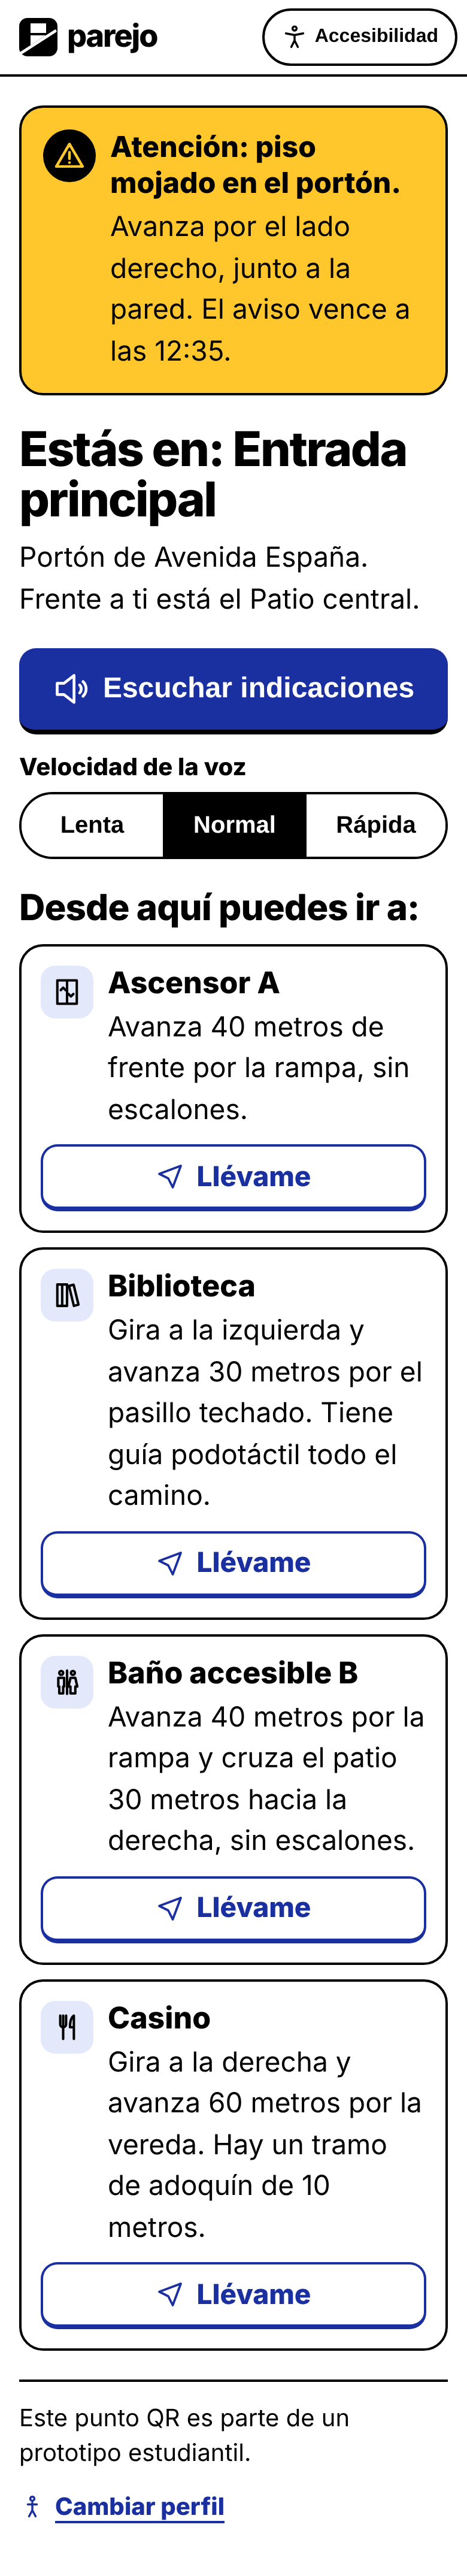 parejo
Accesibilidad
Atención: piso
mojado en el portón.
Avanza por el lado
derecho, junto a la
pared. El aviso vence a
las 12:35.
Estás en: Entrada
principal
Portón de Avenida España.
Frente a ti está el Patio central.
Escuchar indicaciones
Velocidad de la voz
Lenta
Normal
Rápida
Desde aquí puedes ir a:
Ascensor A
Avanza 40 metros de
frente por la rampa, sin
escalones.
Llévame
Biblioteca
Gira a la izquierda y
avanza 30 metros por el
pasillo techado. Tiene
guía podotáctil todo el
camino.
Llévame
Baño accesible B
Avanza 40 metros por la
rampa y cruza el patio
30 metros hacia la
derecha, sin escalones.
Llévame
Casino
Gira a la derecha y
avanza 60 metros por la
vereda. Hay un tramo
de adoquín de 10
metros.
Llévame
Este punto QR es parte de un
prototipo estudiantil.
Cambiar perfil